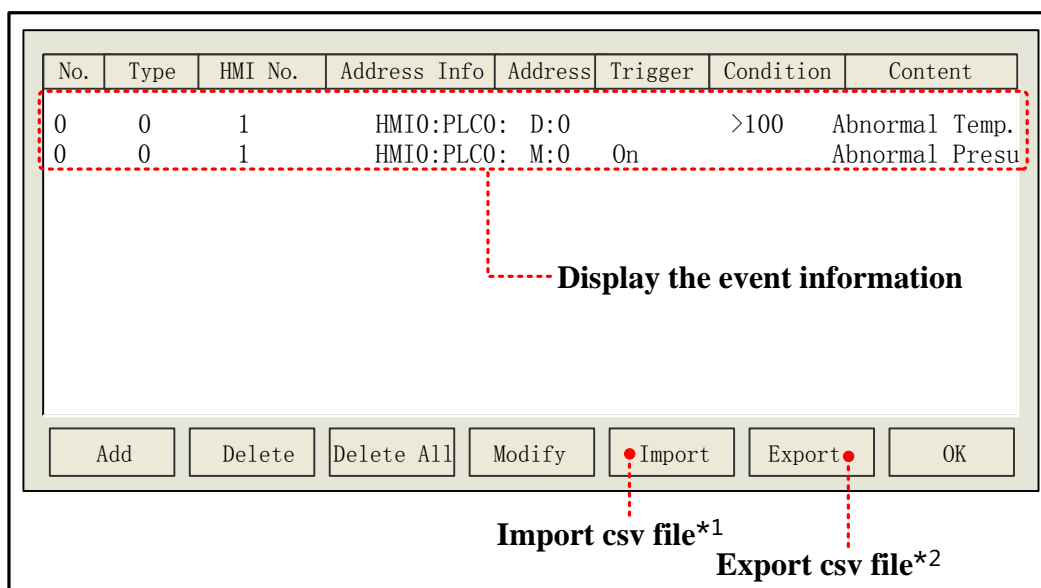 No. Type HMI No. Address Info Address Trigger Condition Content
0 0 1 HMI0:PLC0: D:0 >100 Abnormal Temp.
0 0 1 HMI0:PLC0: M:0 On Abnormal Presu
Display the event information
Add Delete Delete All Modify Import Export OK
Import csv file*1
Export csv file*2